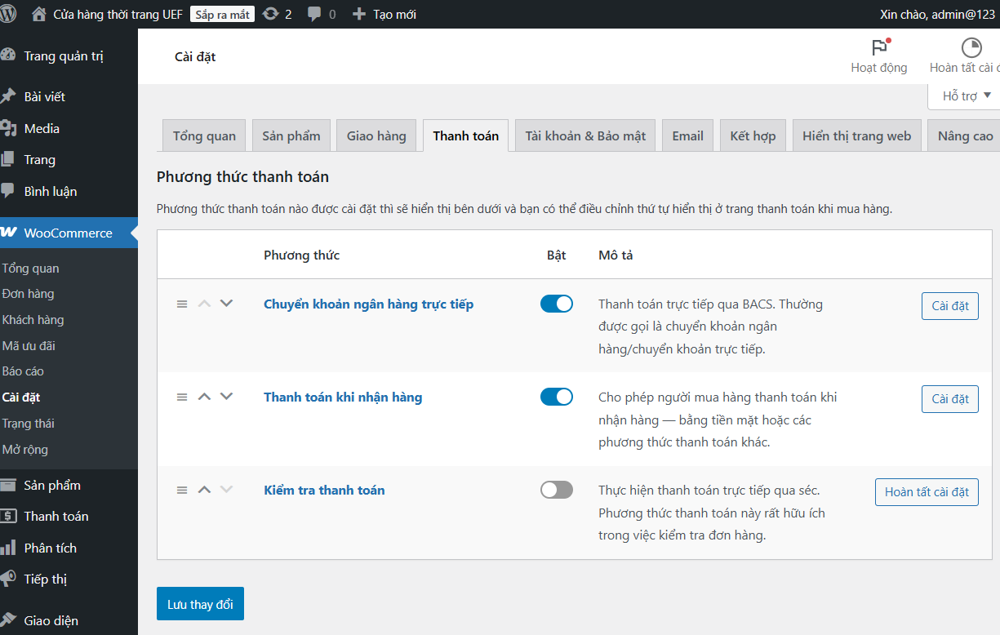 Cửa hàng thời trang UEF Sắp ra mắt 2 0 Tạo mới Xin chào, admin@123
Trang quản trị
Bài viết
Media
Trang
Bình luận
WooCommerce
Tổng quan
Đơn hàng
Khách hàng
Mã ưu đãi
Báo cáo
Cài đặt
Trạng thái
Mở rộng
Sản phẩm
Thanh toán
Phân tích
Tiếp thị
Giao diện
Cài đặt
Hoạt động
Hoàn tất cài
Hỗ trợ
Tổng quan Sản phẩm Giao hàng Thanh toán Tài khoản & Bảo mật Email Kết hợp Hiển thị trang web Nâng cao
Phương thức thanh toán
Phương thức thanh toán nào được cài đặt thì sẽ hiển thị bên dưới và bạn có thể điều chỉnh thứ tự hiển thị ở trang thanh toán khi mua hàng.
Phương thức Bật Mô tả
Chuyển khoản ngân hàng trực tiếp
Thanh toán trực tiếp qua BACS. Thường
được gọi là chuyển khoản ngân
hàng/chuyển khoản trực tiếp.
Cài đặt
Thanh toán khi nhận hàng
Cho phép người mua hàng thanh toán khi
nhận hàng — bằng tiền mặt hoặc các
phương thức thanh toán khác.
Cài đặt
Kiểm tra thanh toán
Thực hiện thanh toán trực tiếp qua séc.
Phương thức thanh toán này rất hữu ích
trong việc kiểm tra đơn hàng.
Hoàn tất cài đặt
Lưu thay đổi